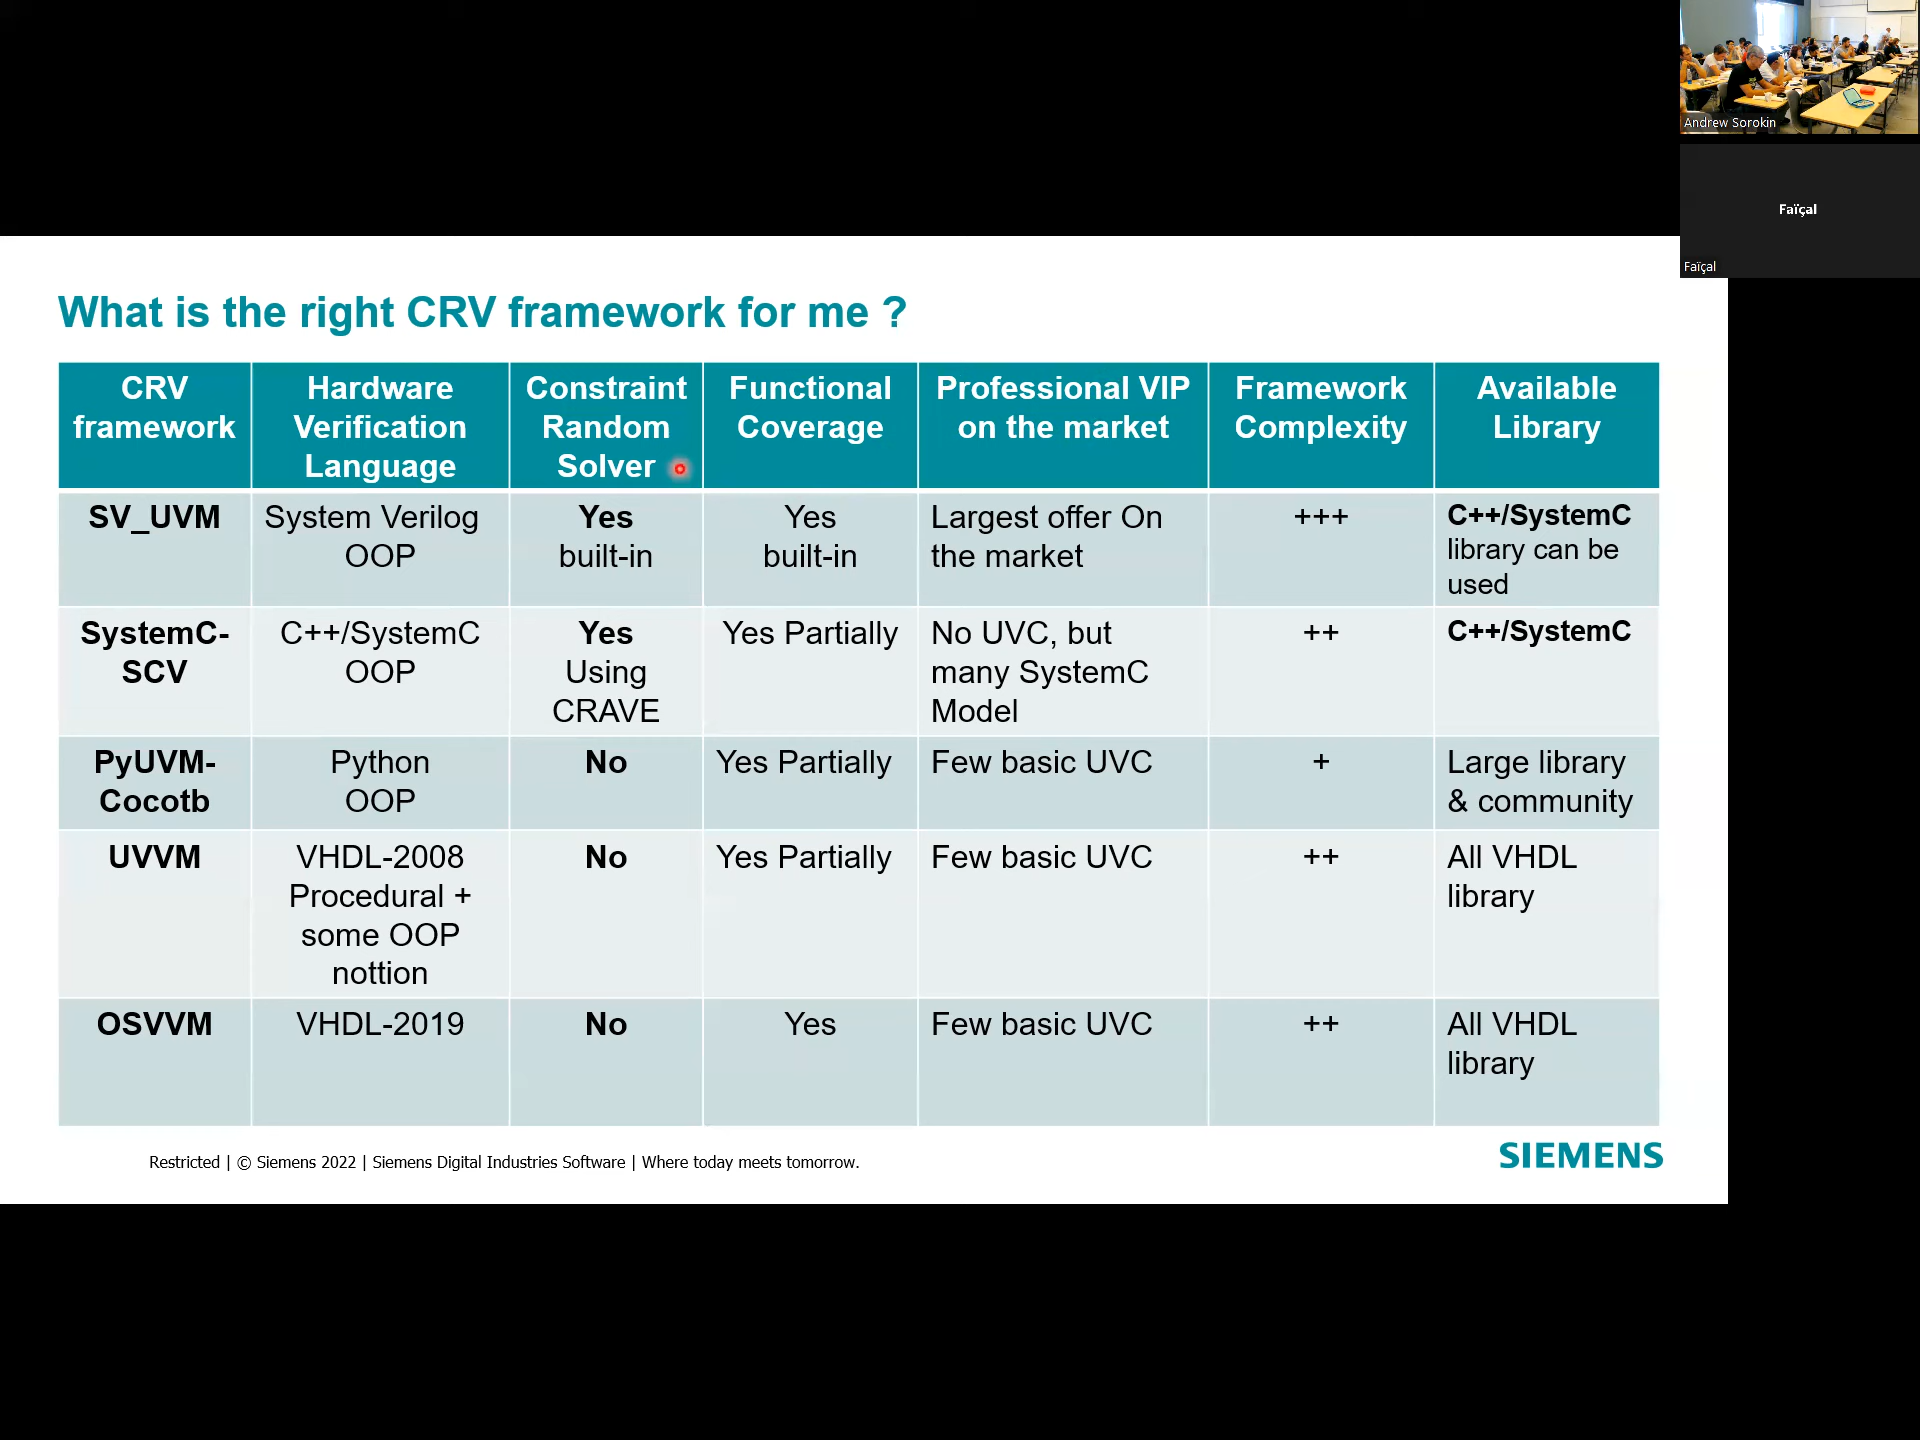 Andrew Sorokin
Faïçal
Faïçal
What is the right CRV framework for me ?
CRV
framework
Hardware
Verification
Language
Constraint
Random
Solver
Functional
Coverage
Professional VIP
on the market
Framework
Complexity
Available
Library
SV_UVM
System Verilog
OOP
Yes
built-in
Yes
built-in
Largest offer On
the market
+++
C++/SystemC
library can be
used
SystemC-
SCV
C++/SystemC
OOP
Yes
Using
CRAVE
Yes Partially
No UVC, but
many SystemC
Model
++
C++/SystemC
PyUVM-
Cocotb
Python
OOP
No
Yes Partially
Few basic UVC
+
Large library
& community
UVVM
VHDL-2008
Procedural +
some OOP
nottion
No
Yes Partially
Few basic UVC
++
All VHDL
library
OSVVM
VHDL-2019
No
Yes
Few basic UVC
++
All VHDL
library
Restricted | © Siemens 2022 | Siemens Digital Industries Software | Where today meets tomorrow.
SIEMENS